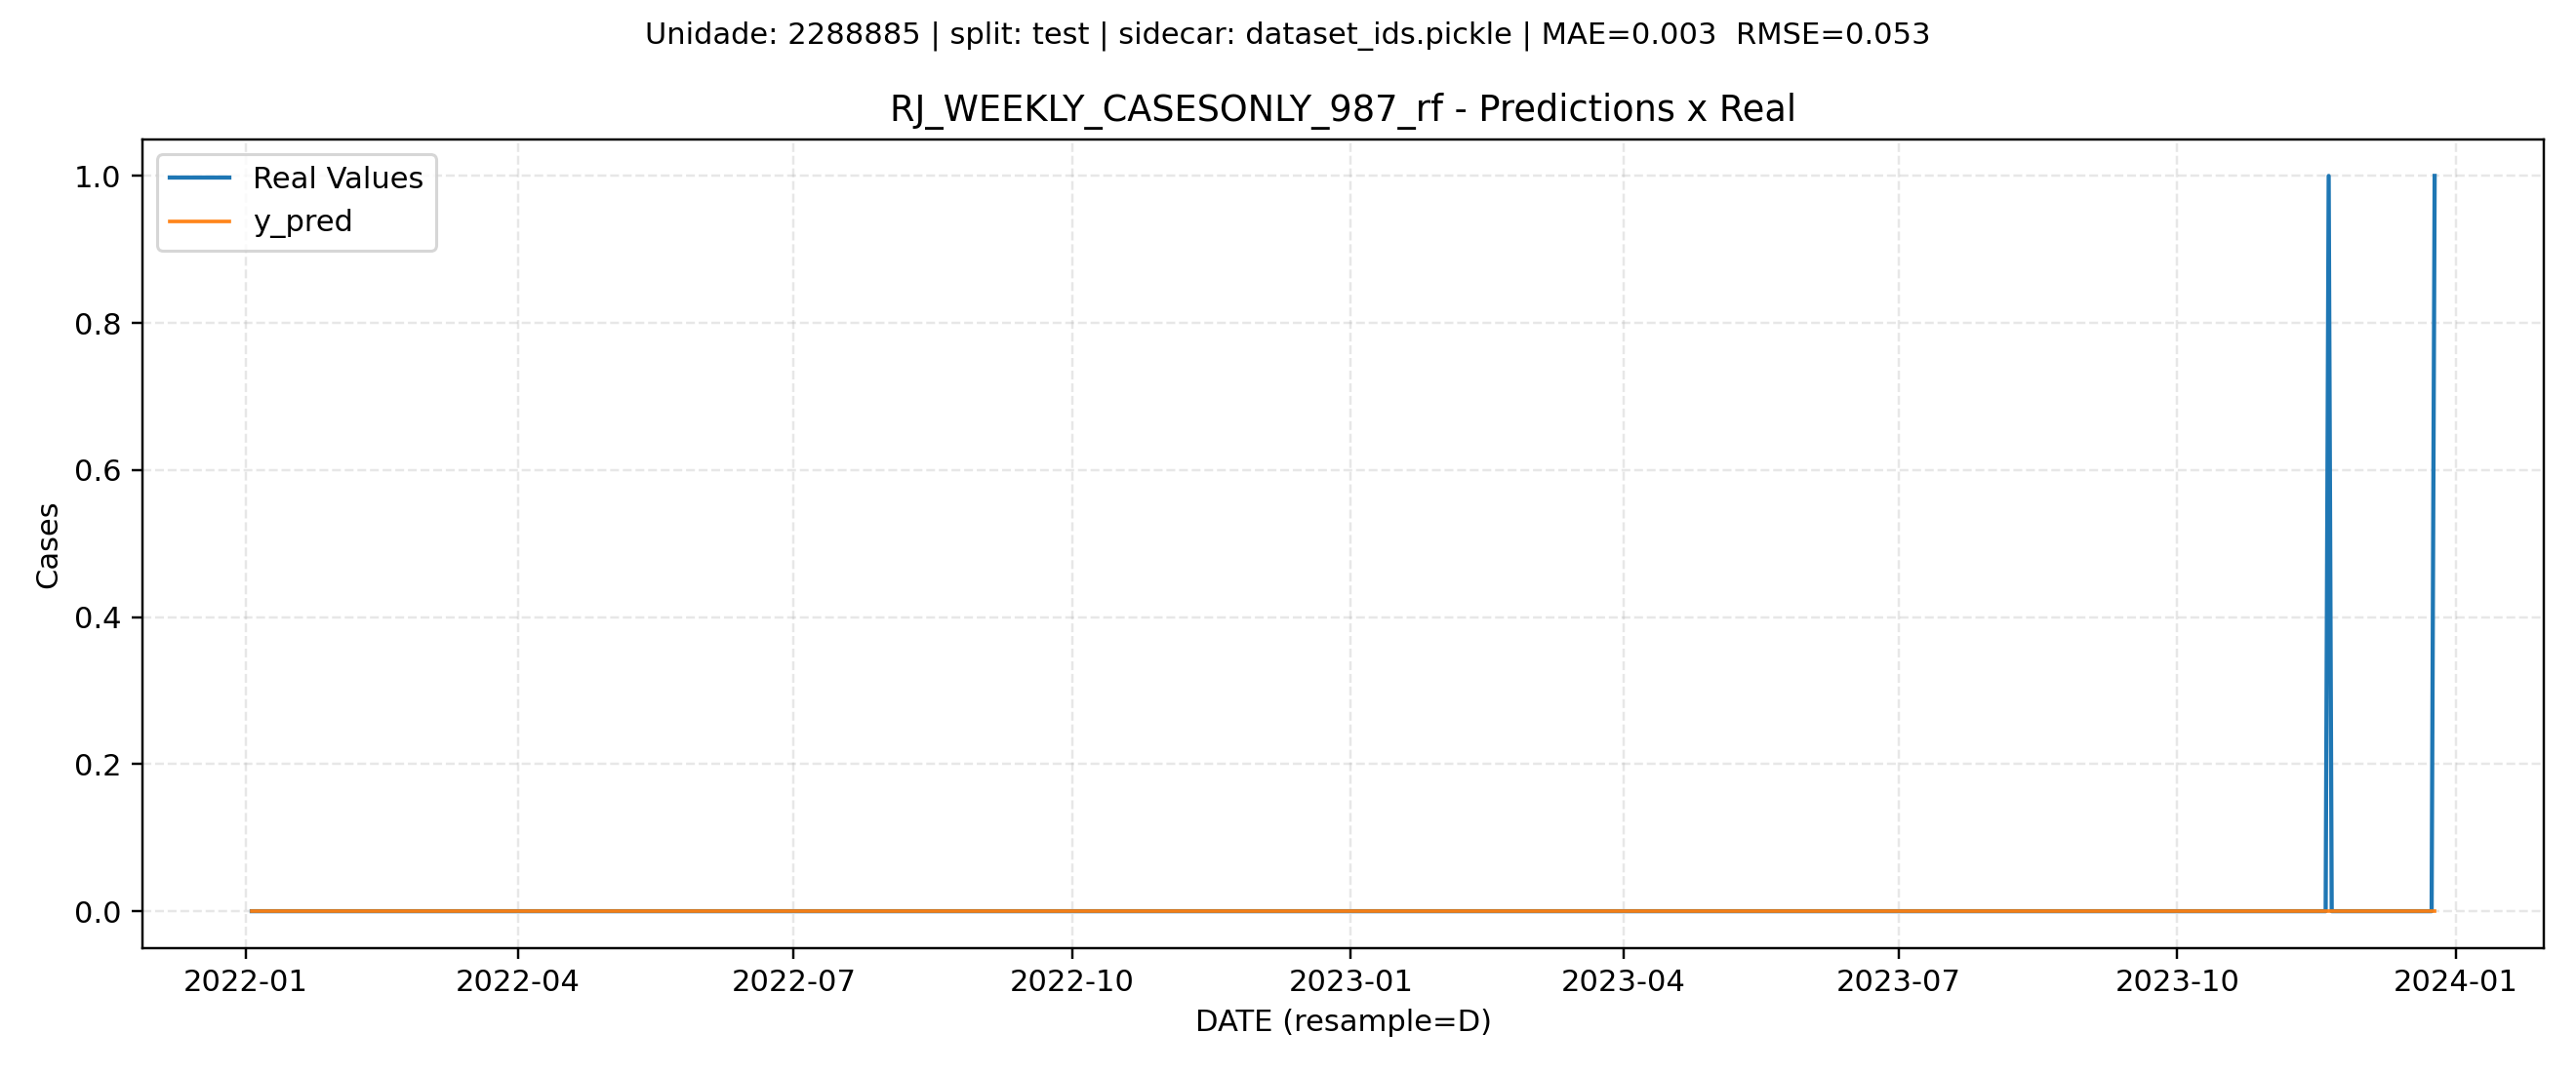 Unidade: 2288885 | split: test | sidecar: dataset_ids.pickle | MAE=0.003  RMSE=0.053
RJ_WEEKLY_CASESONLY_987_rf - Predictions x Real
Real Values
y_pred
1.0
0.8
0.6
0.4
0.2
0.0
Cases
2022-01 2022-04 2022-07 2022-10 2023-01 2023-04 2023-07 2023-10 2024-01
DATE (resample=D)